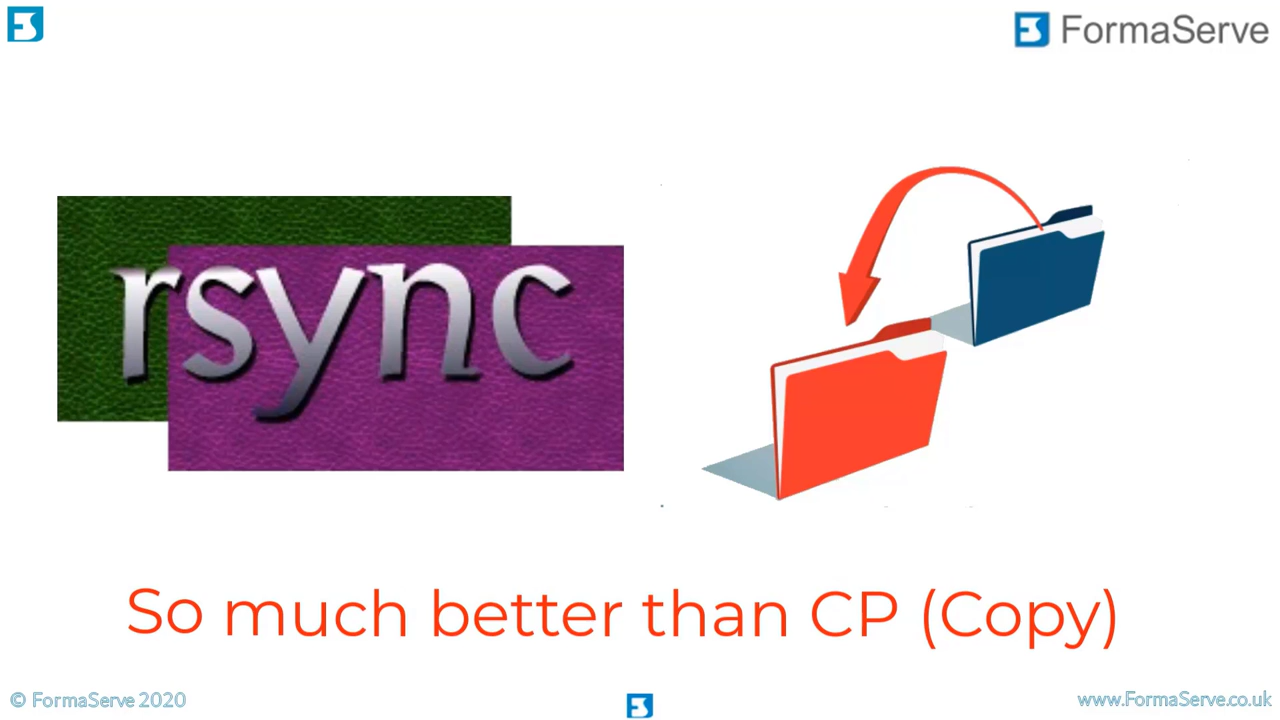 FormaServe
rsync
So much better than CP (Copy)
© FormaServe 2020
www.FormaServe.co.uk